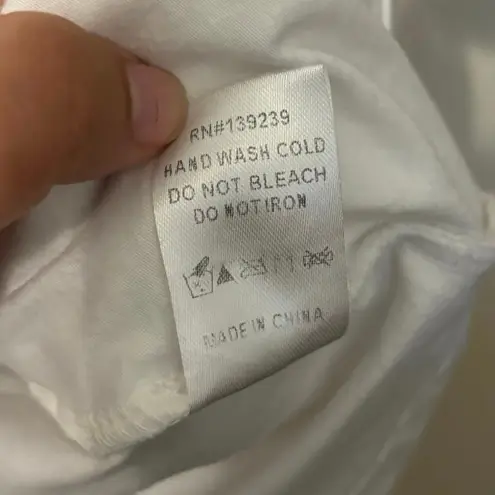 RN#139239
HAND WASH COLD
DO NOT BLEACH
DO NOT IRON
MADE IN CHINA